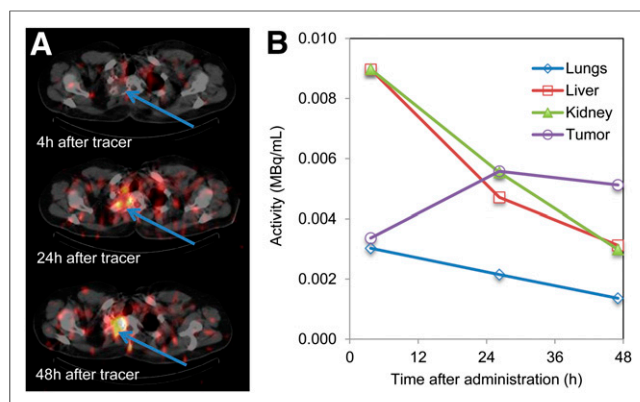 A
4h after tracer
24h after tracer
48h after tracer
B
0.010
0.008
0.006
0.004
0.002
0.000
Activity (MBq/mL)
Lungs
Liver
Kidney
Tumor
0 12 24 36 48
Time after administration (h)